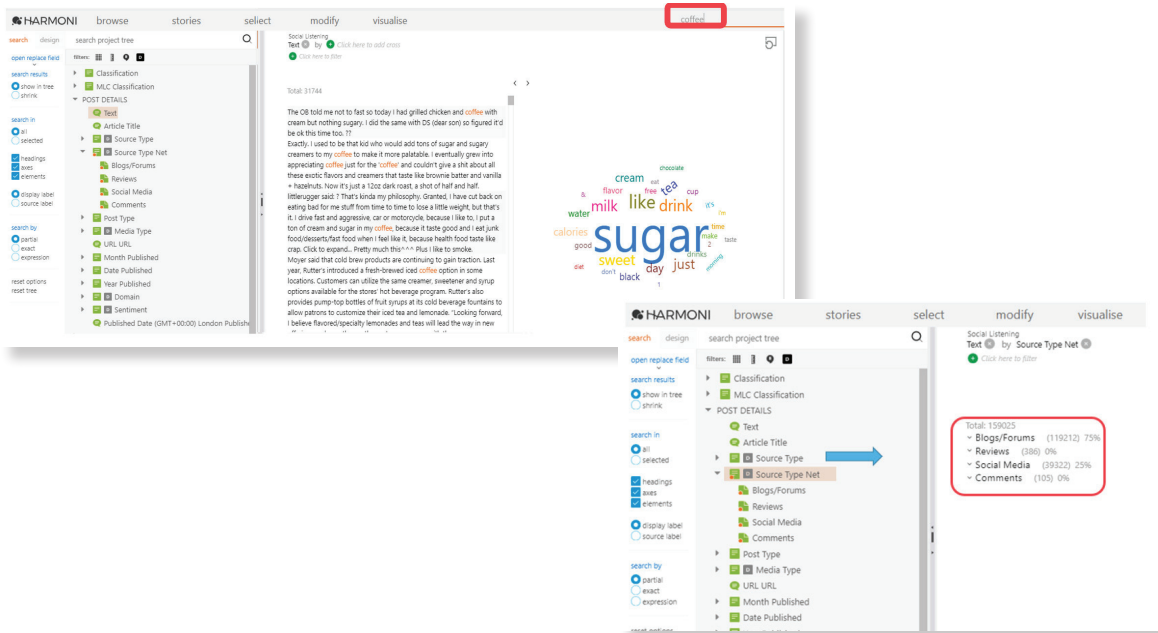 HARMONI browse stories select modify visualise coffee
search design search project tree
open replace field filters: D
search results
show in tree
shrink
search in
all
selected
headings
axes
elements
display label
source label
search by
partial
exact
expression
reset options
reset tree
Classification
MLC Classification
POST DETAILS
Text
Article Title
D Source Type
D Source Type Net
Blogs/Forums
Reviews
Social Media
Comments
Post Type
D Media Type
URL URL
Month Published
Date Published
Year Published
D Domain
D Sentiment
Published Date (GMT+00:00) London Publishe
Social Listening
Text by Click here to add cross
Click here to filter
Total: 31744
The OB told me not to fast so today I had grilled chicken and coffee with
cream but nothing sugary. I did the same with DS (dear son) so figured it'd
be ok this time too. ??
Exactly. I used to be that kid who would add tons of sugar and sugary
creamers to my coffee to make it more palatable. I eventually grew into
appreciating coffee just for the 'coffee' and couldn't give a shit about all
these exotic flavors and creamers that taste like brownie batter and vanilla
+ hazelnuts. Now it's just a 12oz dark roast, a shot of half and half.
littlerugger said: ? That's kinda my philosophy. Granted, I have cut back on
eating bad for me stuff from time to time to lose a little weight, but that's
it. I drive fast and aggressive, car or motorcycle, because I like to, I put a
ton of cream and sugar in my coffee, because it taste good and I eat junk
food/desserts/fast food when I feel like it, because health food taste like
crap. Click to expand... Pretty much this^^^ Plus I like to smoke.
Moyer said that cold brew products are continuing to gain traction. Last
year, Rutter's introduced a fresh-brewed iced coffee option in some
locations. Customers can utilize the same creamer, sweetener and syrup
options available for the stores' hot beverage program. Rutter's also
provides pump-top bottles of fruit syrups at its cold beverage fountains to
allow patrons to customize their iced tea and lemonade. "Looking forward,
I believe flavored/specialty lemonades and teas will lead the way in new
chocolate
cream eat
flavor free tea cup
&
milk like drink it's
water i'm
calories sugar time
make
good 2 taste
drinks
sweet day just morning
diet don't black
1
HARMONI browse stories select modify visualise
search design search project tree
open replace field filters: D
search results
show in tree
shrink
search in
all
selected
headings
axes
elements
display label
source label
search by
partial
exact
expression
reset options
Classification
MLC Classification
POST DETAILS
Text
Article Title
D Source Type
D Source Type Net
Blogs/Forums
Reviews
Social Media
Comments
Post Type
D Media Type
URL URL
Month Published
Date Published
Social Listening
Text by Source Type Net
Click here to filter
Total: 159025
Blogs/Forums (119212) 75%
Reviews (386) 0%
Social Media (39322) 25%
Comments (105) 0%